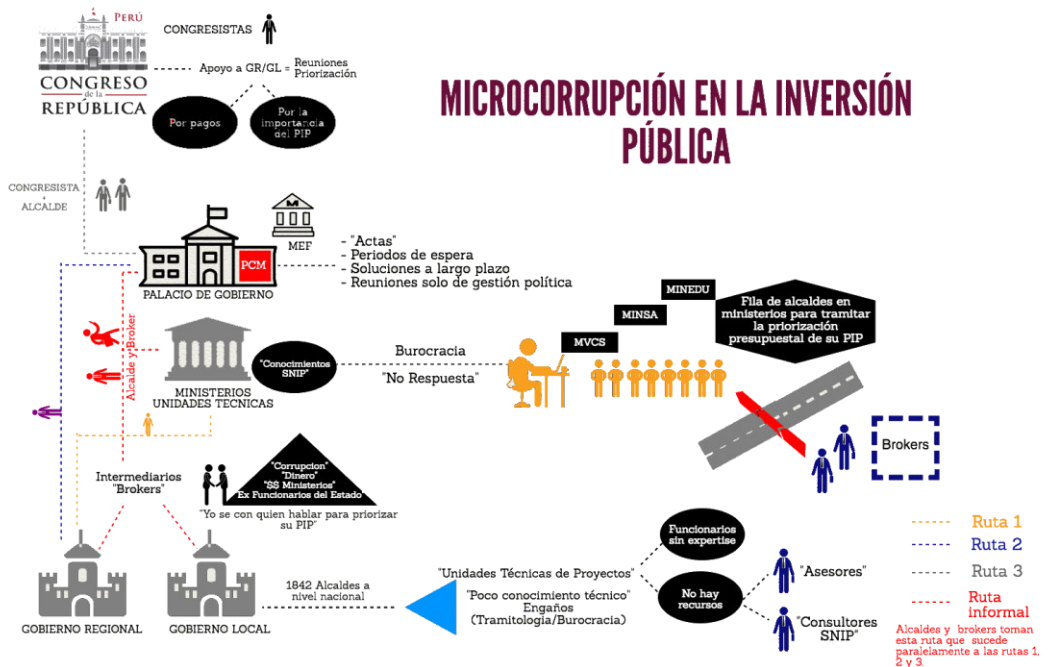 PERÚ
CONGRESO
de la
REPÚBLICA
CONGRESISTAS
Apoyo a GR/GL = Reuniones
Priorización
Por pagos
Por la
importancia
del PIP
MICROCORRUPCIÓN EN LA INVERSIÓN
PÚBLICA
CONGRESISTA
+
ALCALDE
MEF
PCM
PALACIO DE GOBIERNO
- "Actas"
- Periodos de espera
- Soluciones a largo plazo
- Reuniones solo de gestión política
MINEDU
MINSA
MVCS
Fila de alcaldes en
ministerios para tramitar
la priorización
presupuestal de su PIP
Alcalde y Broker
MINISTERIOS
UNIDADES TECNICAS
"Conocimientos
SNIP"
Burocracia
"No Respuesta"
Brokers
Intermediarios
"Brokers"
"Corrupcion"
"Dinero"
"SS Ministerios"
Ex Funcionarios del Estado"
"Yo se con quien hablar para priorizar
su PIP"
GOBIERNO REGIONAL
GOBIERNO LOCAL
1842 Alcaldes a
nivel nacional
"Unidades Técnicas de Proyectos"
"Poco conocimiento técnico"
Engaños
(Tramitología/Burocracia)
Funcionarios
sin expertise
No hay
recursos
"Asesores"
"Consultores
SNIP"
Ruta 1
Ruta 2
Ruta 3
Ruta
informal
Alcaldes y brokers toman
esta ruta que sucede
paralelamente a las rutas 1,
2 y 3.